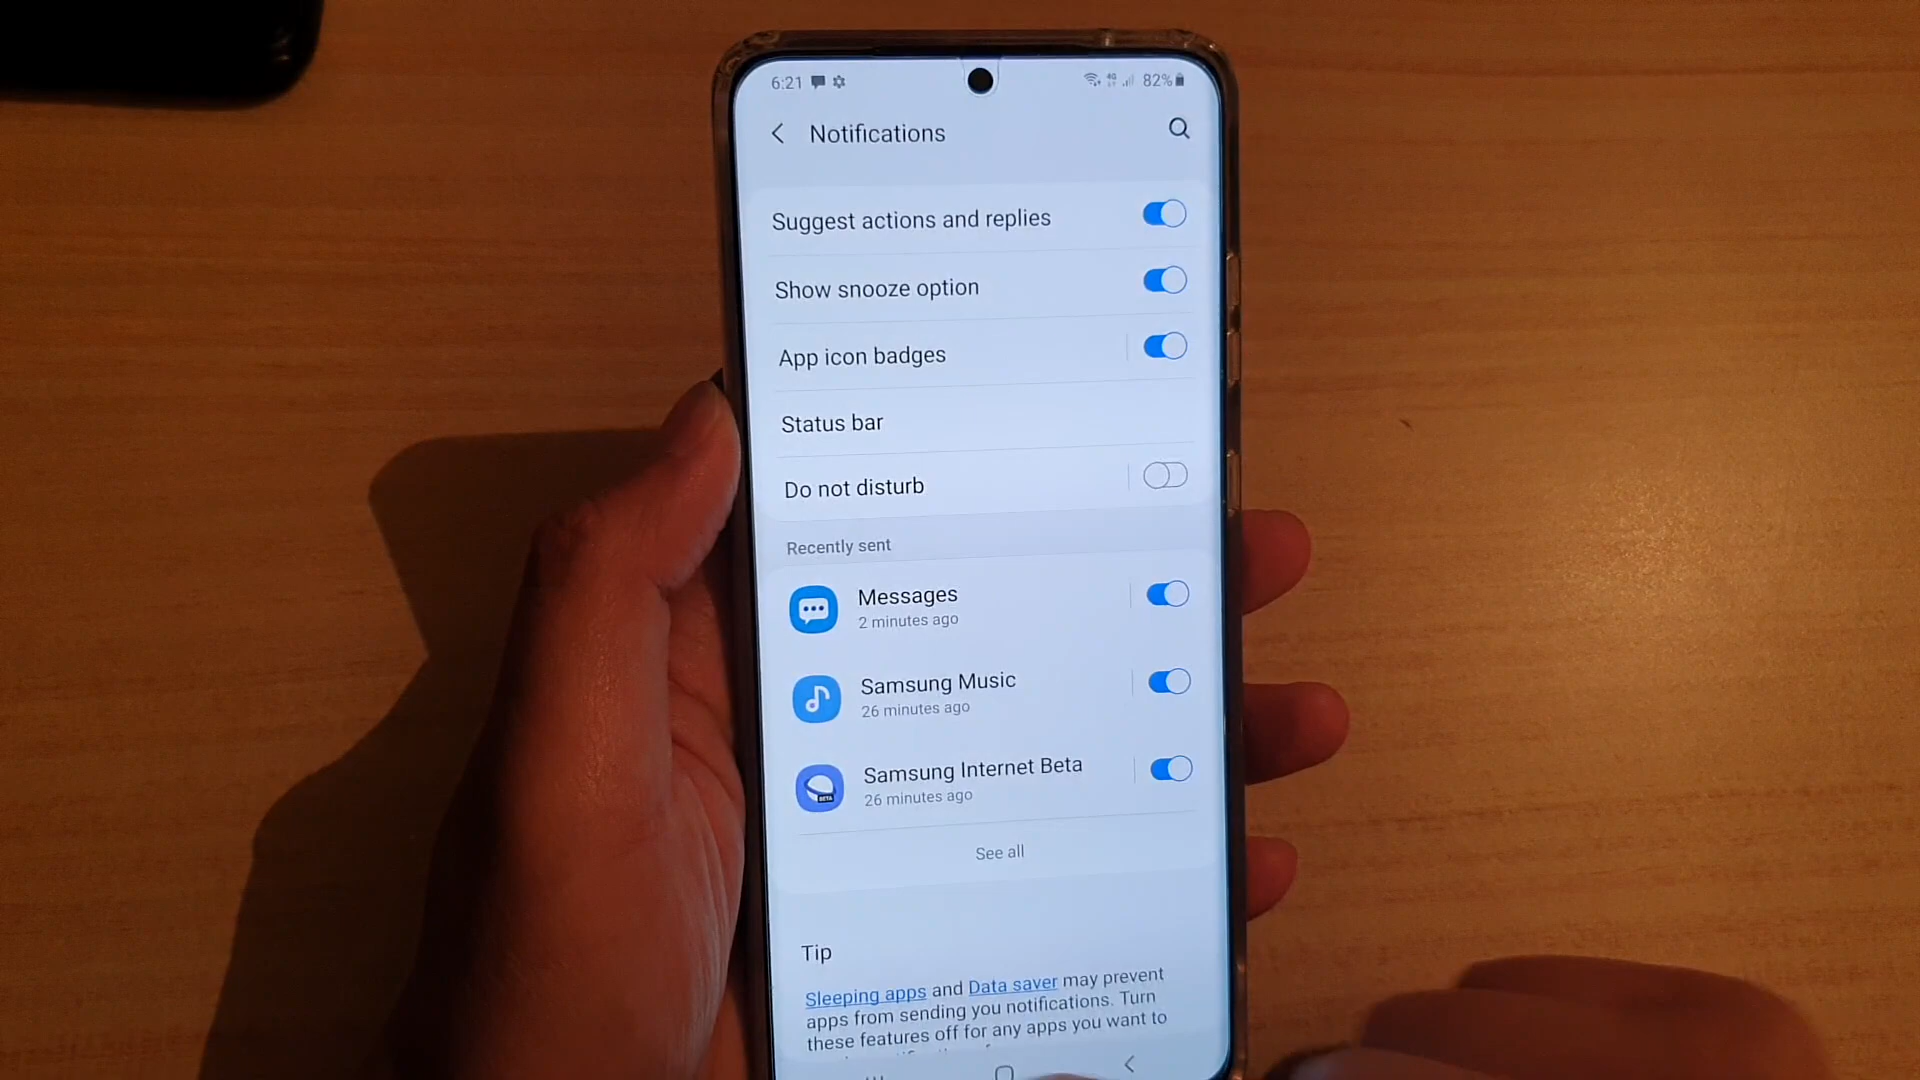 6:21 82%
Notifications
Suggest actions and replies
Show snooze option
App icon badges
Status bar
Do not disturb
Recently sent
Messages
2 minutes ago
Samsung Music
26 minutes ago
BETA
Samsung Internet Beta
26 minutes ago
See all
Tip
Sleeping apps and Data saver may prevent
apps from sending you notifications. Turn
these features off for any apps you want to